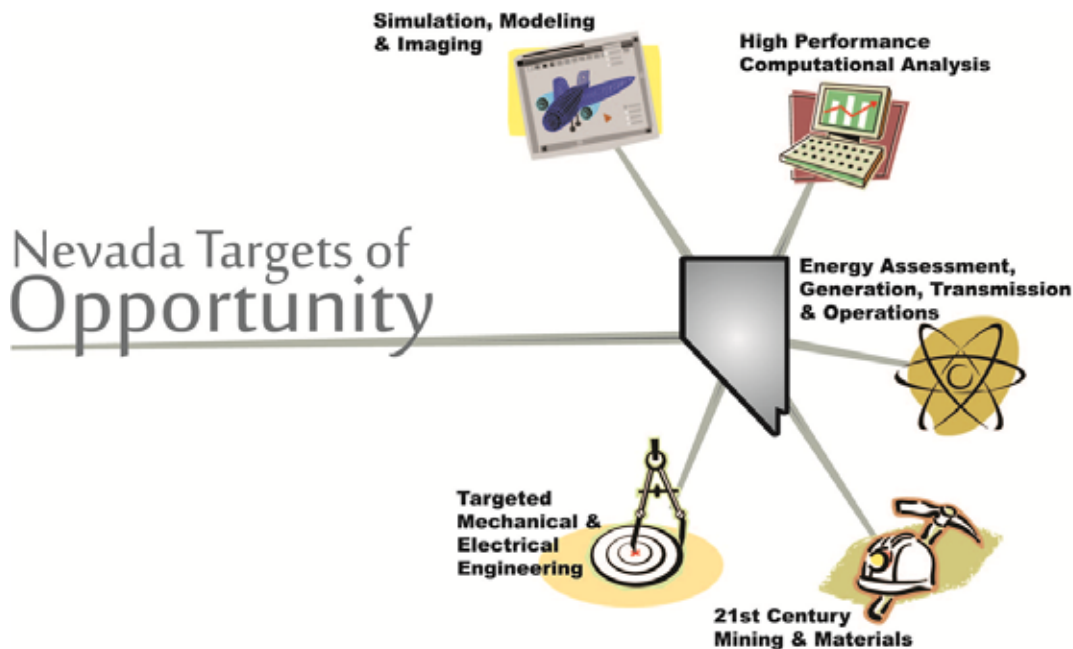 Simulation, Modeling
& Imaging
High Performance
Computational Analysis
Nevada Targets of
Opportunity
Energy Assessment,
Generation, Transmission
& Operations
Targeted
Mechanical &
Electrical
Engineering
21st Century
Mining & Materials